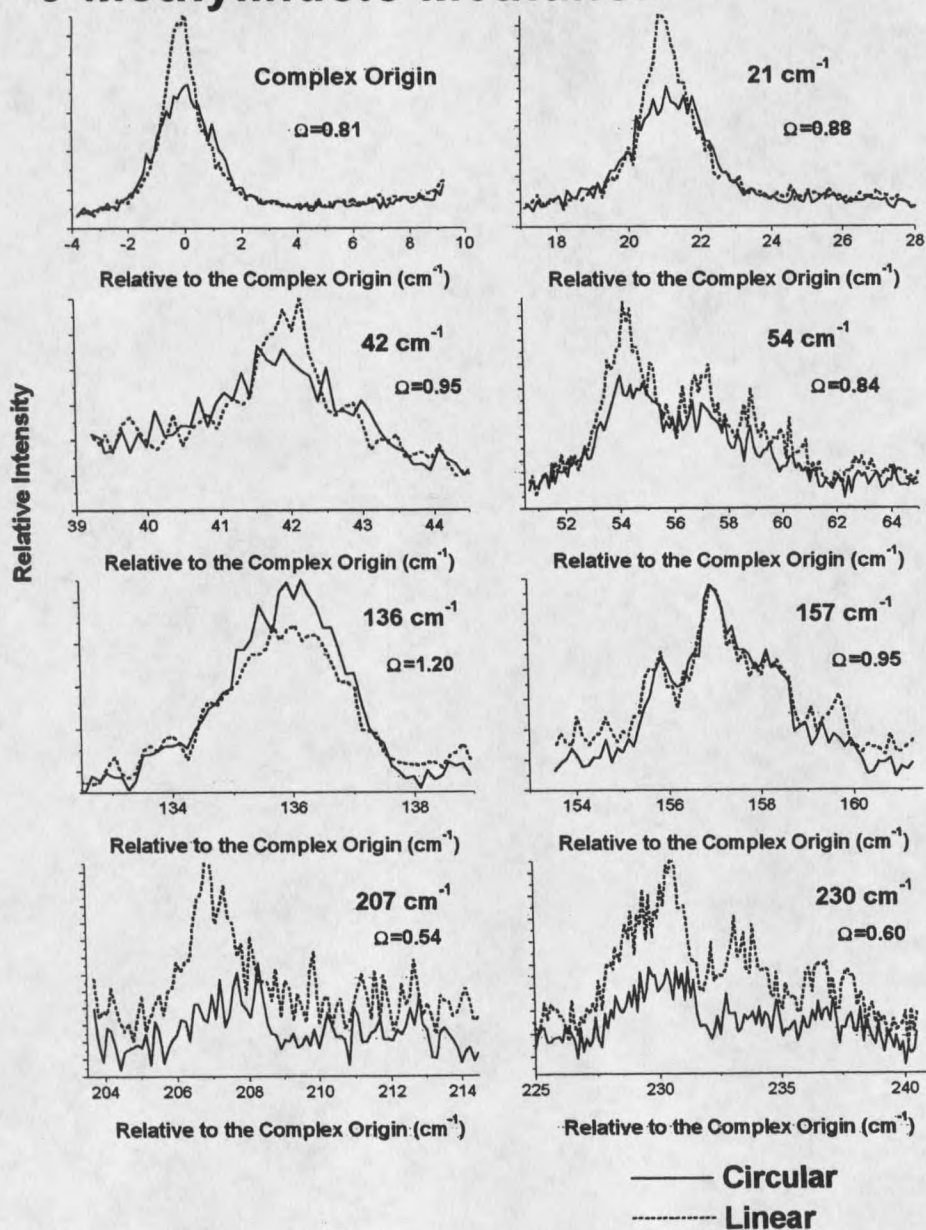 Methylindole
Complex Origin
Ω=0.81
-4 -2 0 2 4 6 8 10
Relative to the Complex Origin (cm⁻¹)
21 cm⁻¹
Ω=0.88
18 20 22 24 26 28
Relative to the Complex Origin (cm⁻¹)
Relative Intensity
42 cm⁻¹
Ω=0.95
39 40 41 42 43 44
Relative to the Complex Origin (cm⁻¹)
54 cm⁻¹
Ω=0.84
52 54 56 58 60 62 64
Relative to the Complex Origin (cm⁻¹)
136 cm⁻¹
Ω=1.20
134 136 138
Relative to the Complex Origin (cm⁻¹)
157 cm⁻¹
Ω=0.95
154 156 158 160
Relative to the Complex Origin (cm⁻¹)
207 cm⁻¹
Ω=0.54
204 206 208 210 212 214
Relative to the Complex Origin (cm⁻¹)
230 cm⁻¹
Ω=0.60
225 230 235 240
Relative to the Complex Origin (cm⁻¹)
Circular
Linear